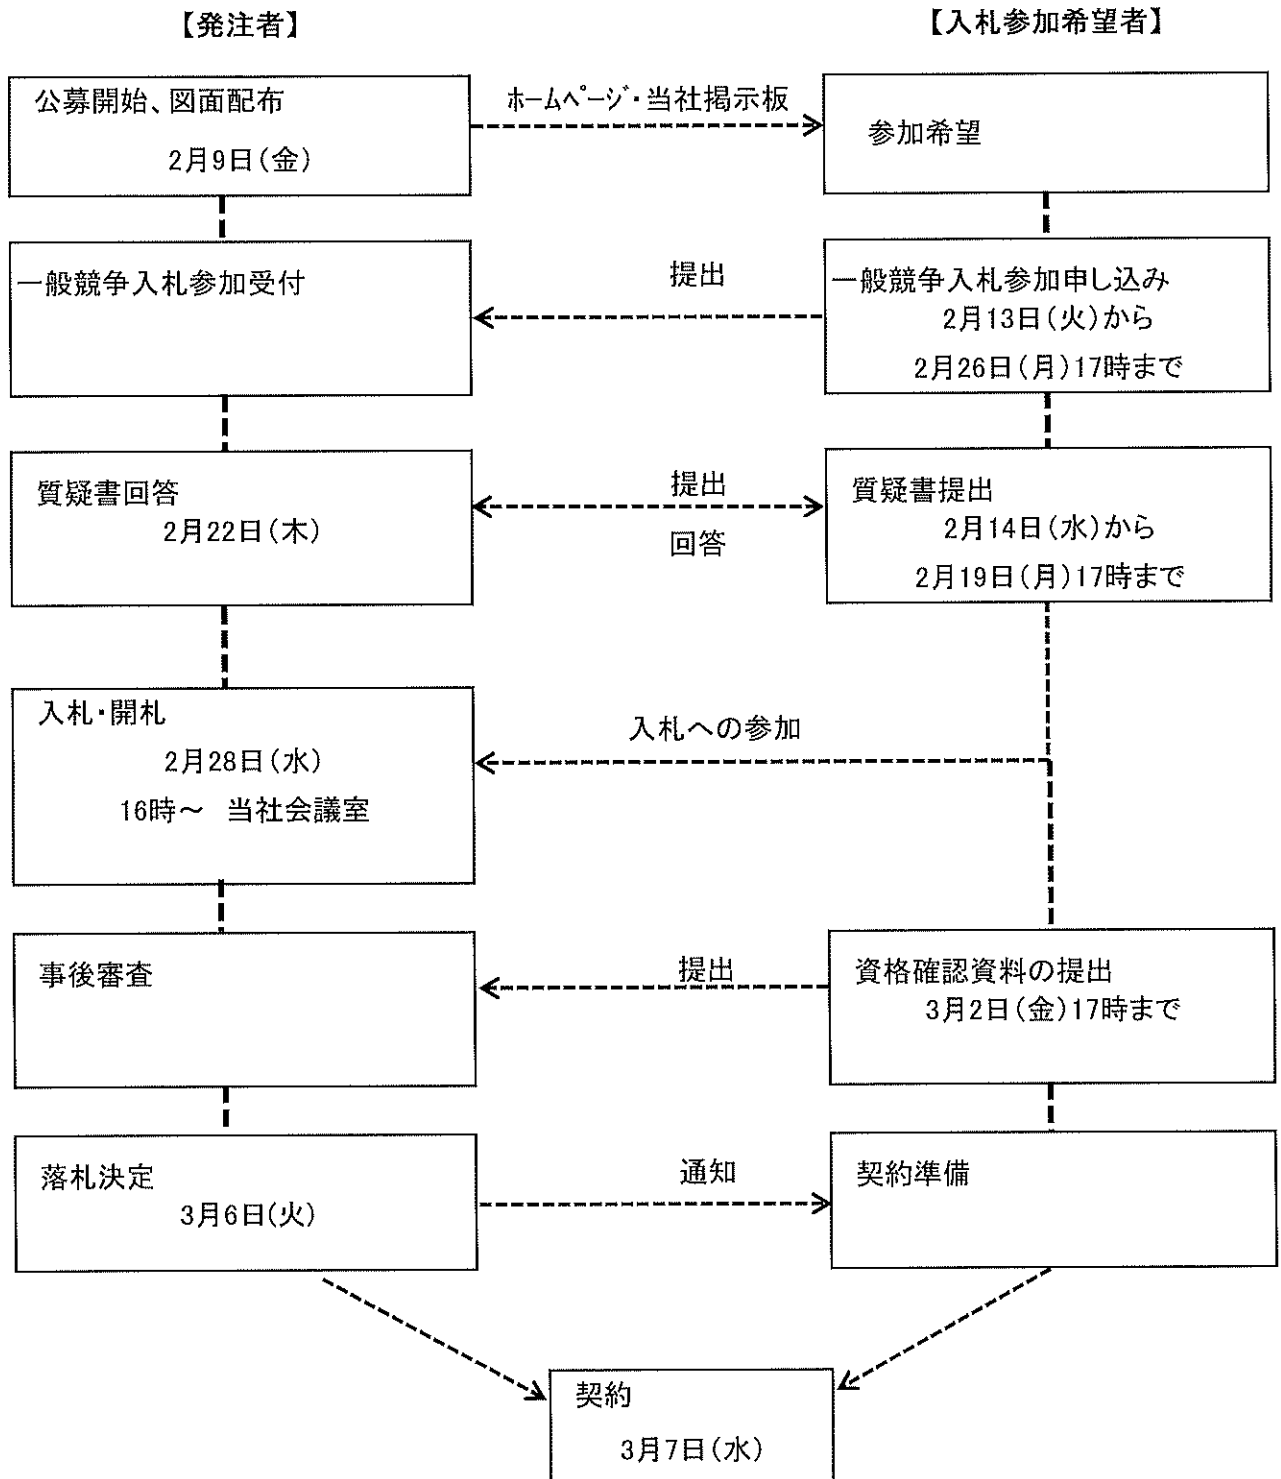 【発注者】
【入札参加希望者】
公募開始、図面配布
2月9日(金)
ホームページ・当社掲示板
参加希望
一般競争入札参加受付
提出
一般競争入札参加申し込み
2月13日(火)から
2月26日(月)17時まで
質疑書回答
2月22日(木)
提出
回答
質疑書提出
2月14日(水)から
2月19日(月)17時まで
入札・開札
2月28日(水)
16時～ 当社会議室
入札への参加
事後審査
提出
資格確認資料の提出
3月2日(金)17時まで
落札決定
3月6日(火)
通知
契約準備
契約
3月7日(水)